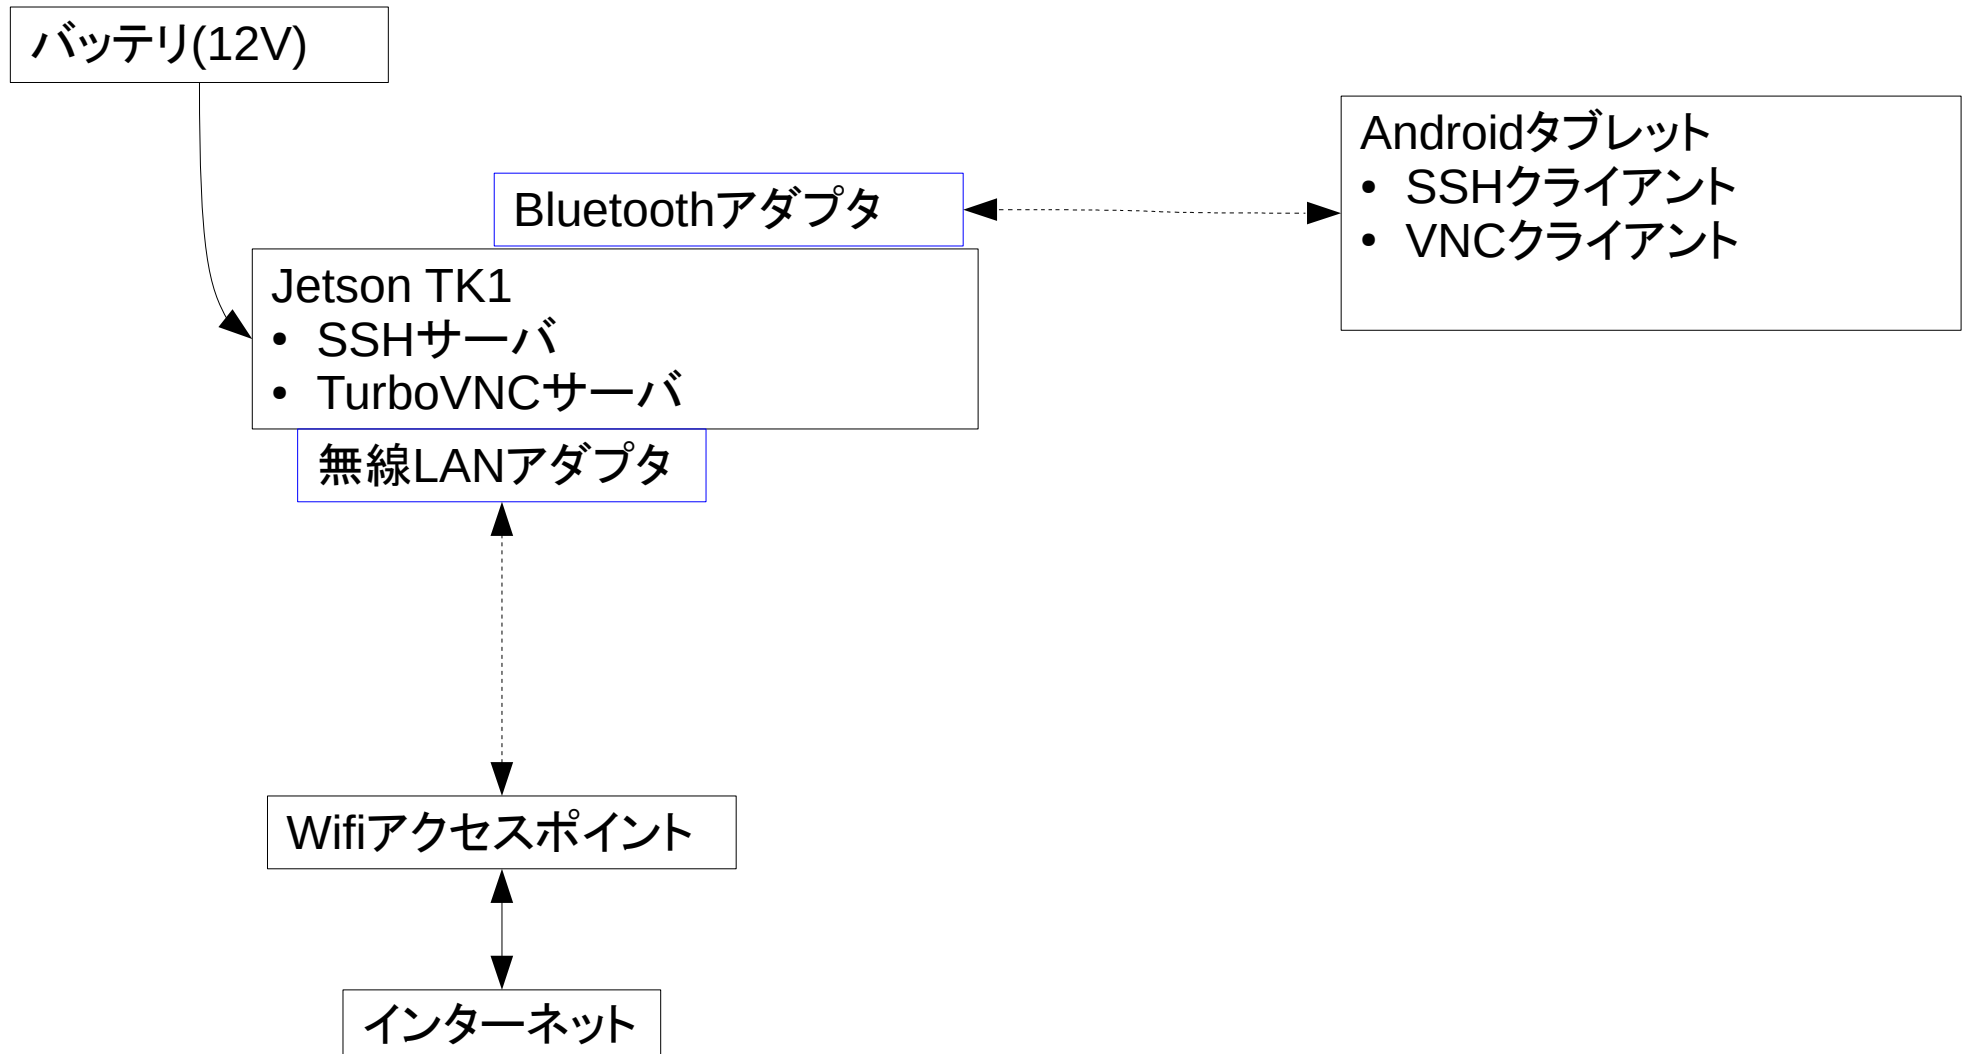 バッテリ(12V)
Androidタブレット
• SSHクライアント
• VNCクライアント
Bluetoothアダプタ
Jetson TK1
• SSHサーバ
• TurboVNCサーバ
無線LANアダプタ
Wifiアクセスポイント
インターネット